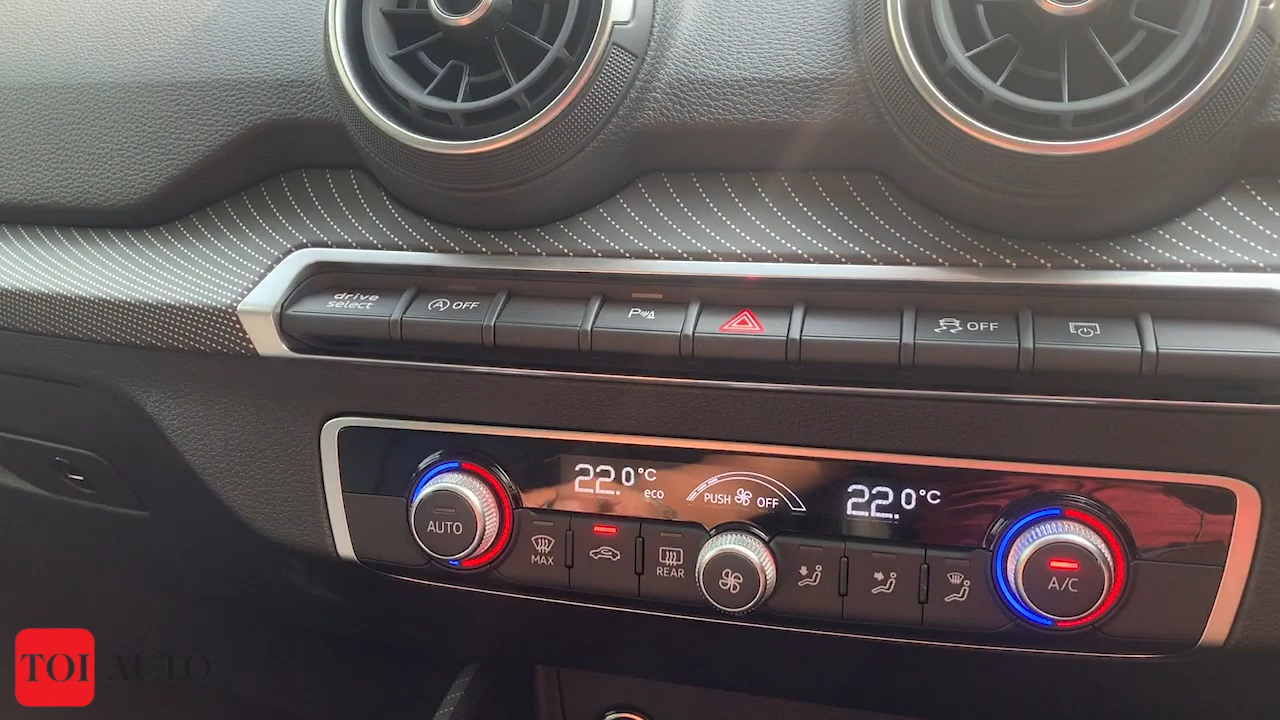 drive
select
A OFF
P
OFF
22.0°C
eco
PUSH OFF
22.0°C
AUTO
MAX
REAR
A/C
TOI AUTO